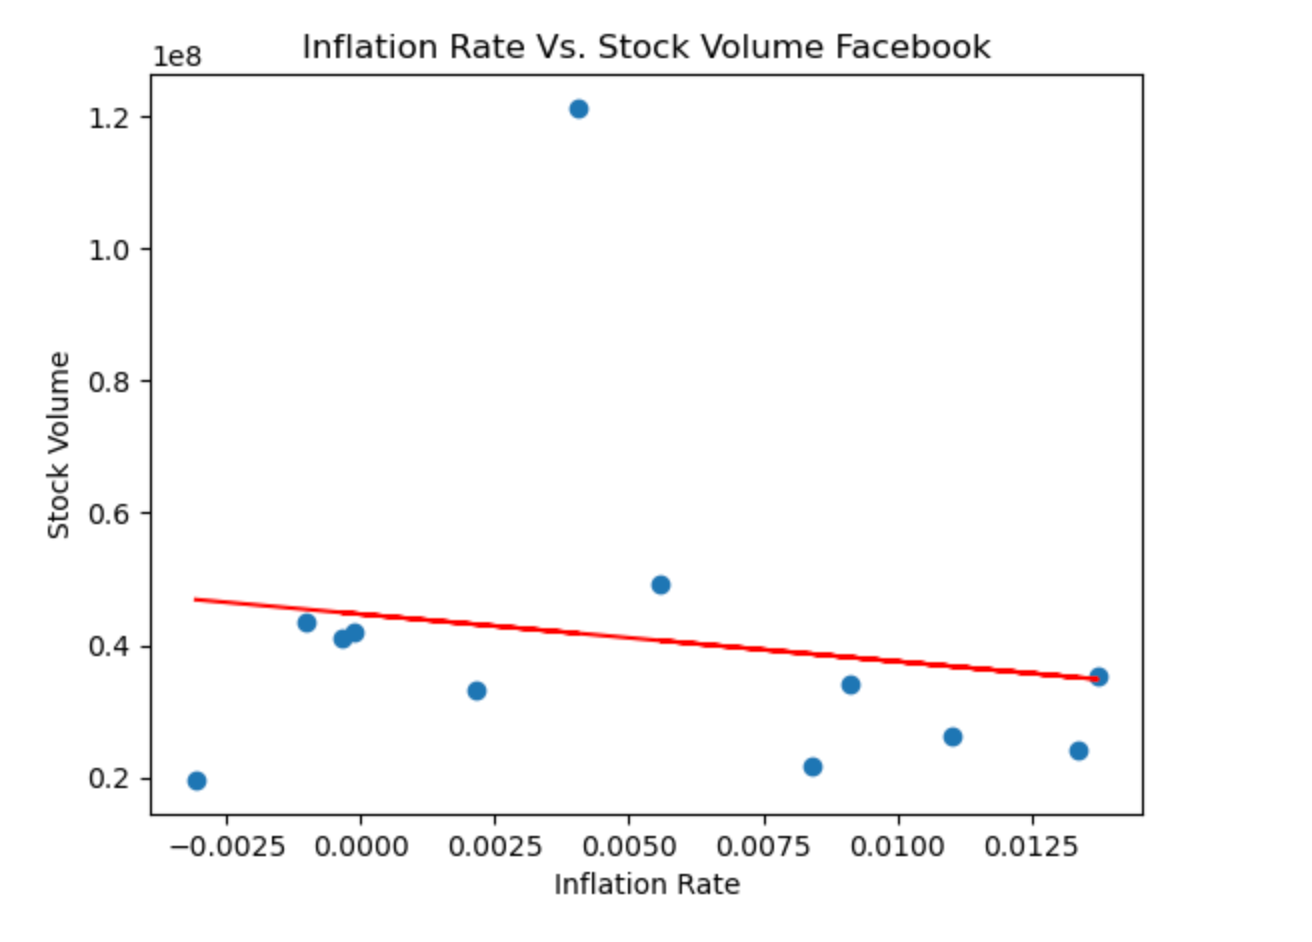 Inflation Rate Vs. Stock Volume Facebook
1e8
1.2
1.0
0.8
0.6
0.4
0.2
Stock Volume
−0.0025 0.0000 0.0025 0.0050 0.0075 0.0100 0.0125
Inflation Rate